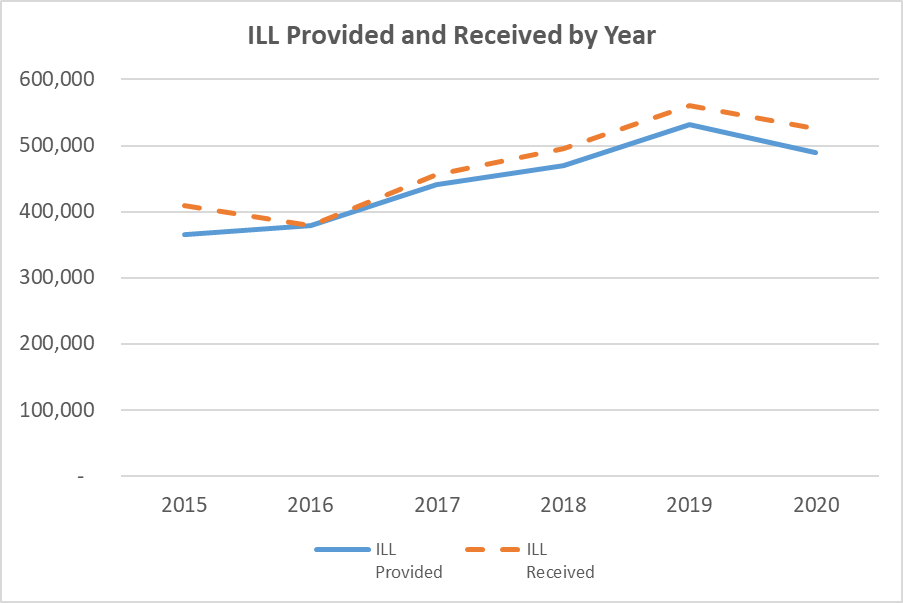 ILL Provided and Received by Year
600,000
500,000
400,000
300,000
200,000
100,000
-
2015 2016 2017 2018 2019 2020
ILL Provided
ILL Received